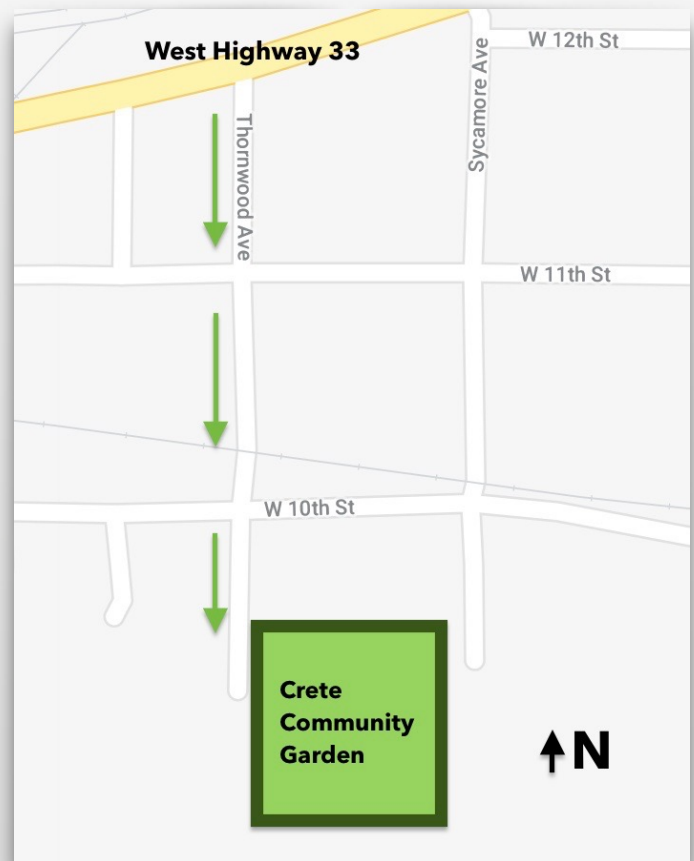 W 12th St
West Highway 33
Sycamore Ave
Thornwood Ave
W 11th St
W 10th St
Crete
Community
Garden
N